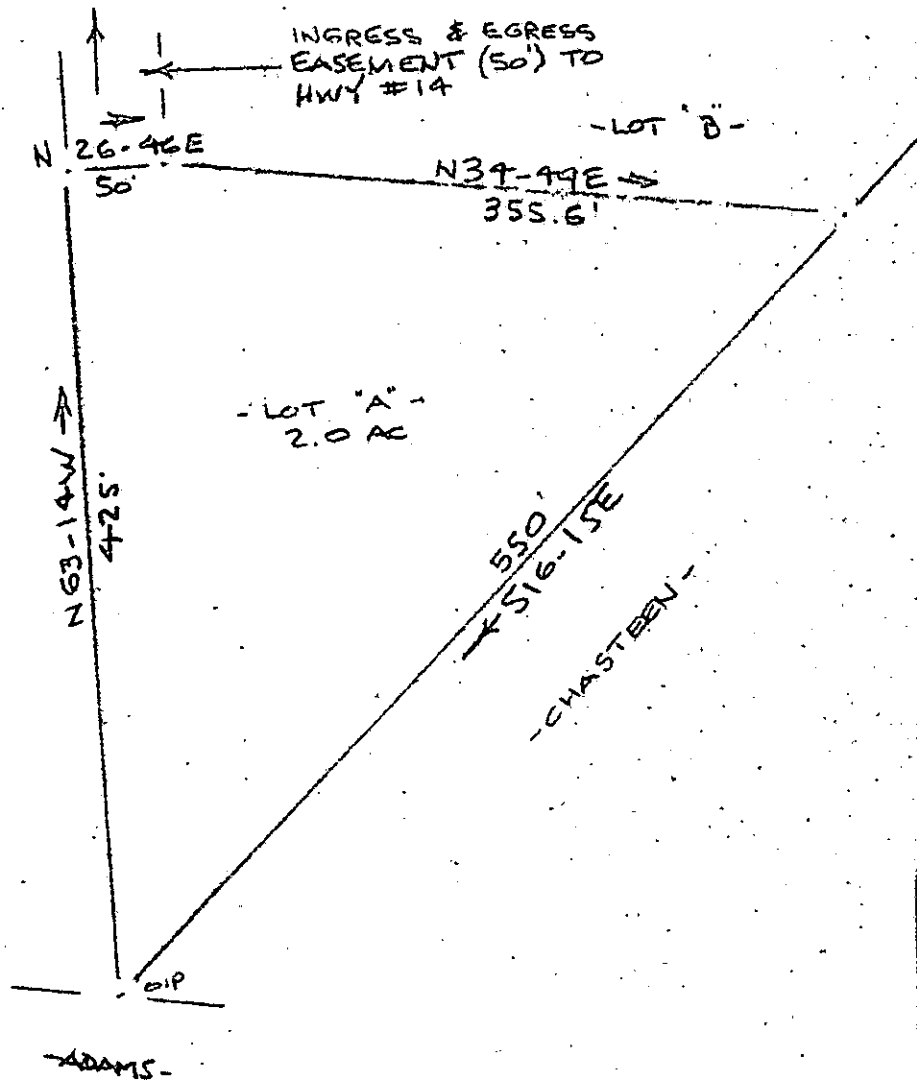 INGRESS & EGRESS
EASEMENT (50') TO
HWY #14
-LOT "B"-
N 26-46E
50'
N34-49E
355.6'
-LOT "A"-
2.0 AC
N63-14W
425'
550'
S16-15E
-CHASTEEN-
OIP
-ADAMS-